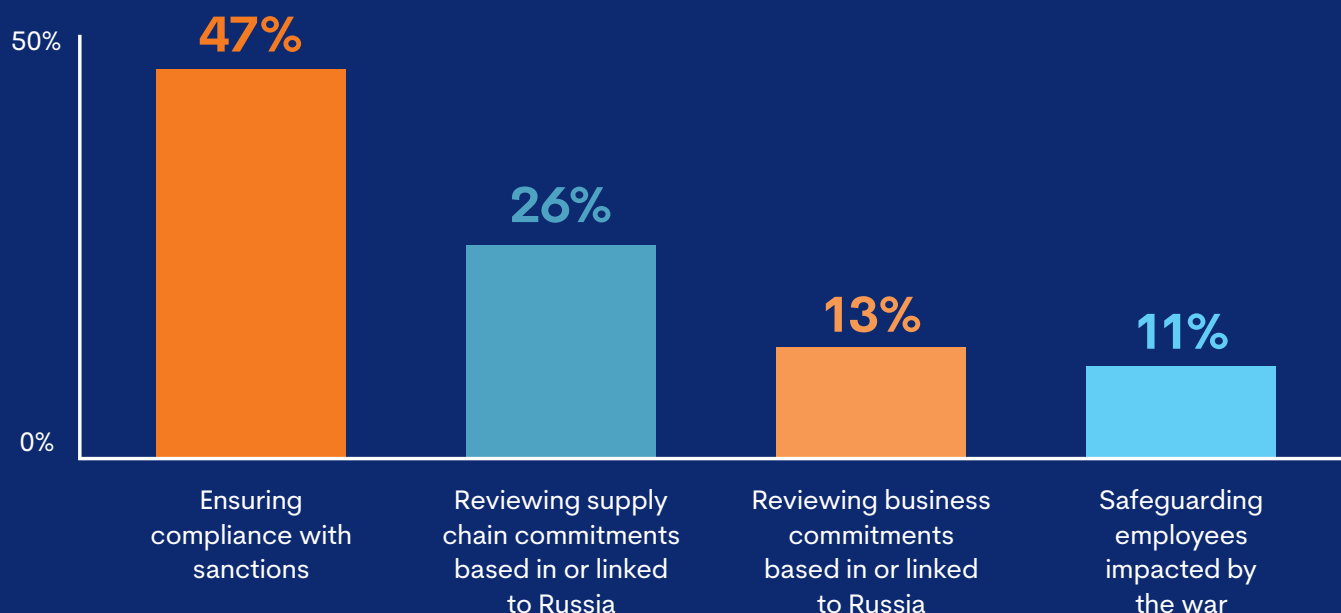 50%
47%
26%
13%
11%
0%
Ensuring
compliance with
sanctions
Reviewing supply
chain commitments
based in or linked
to Russia
Reviewing business
commitments
based in or linked
to Russia
Safeguarding
employees
impacted by
the war